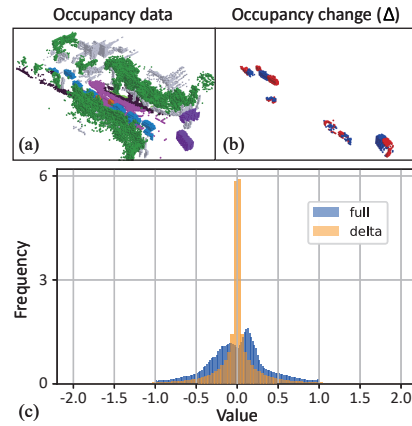 Occupancy data
Occupancy change (Δ)
(a)
(b)
Frequency
6
3
0
full
delta
-2.0 -1.5 -1.0 -0.5 0.0 0.5 1.0 1.5 2.0
(c)
Value